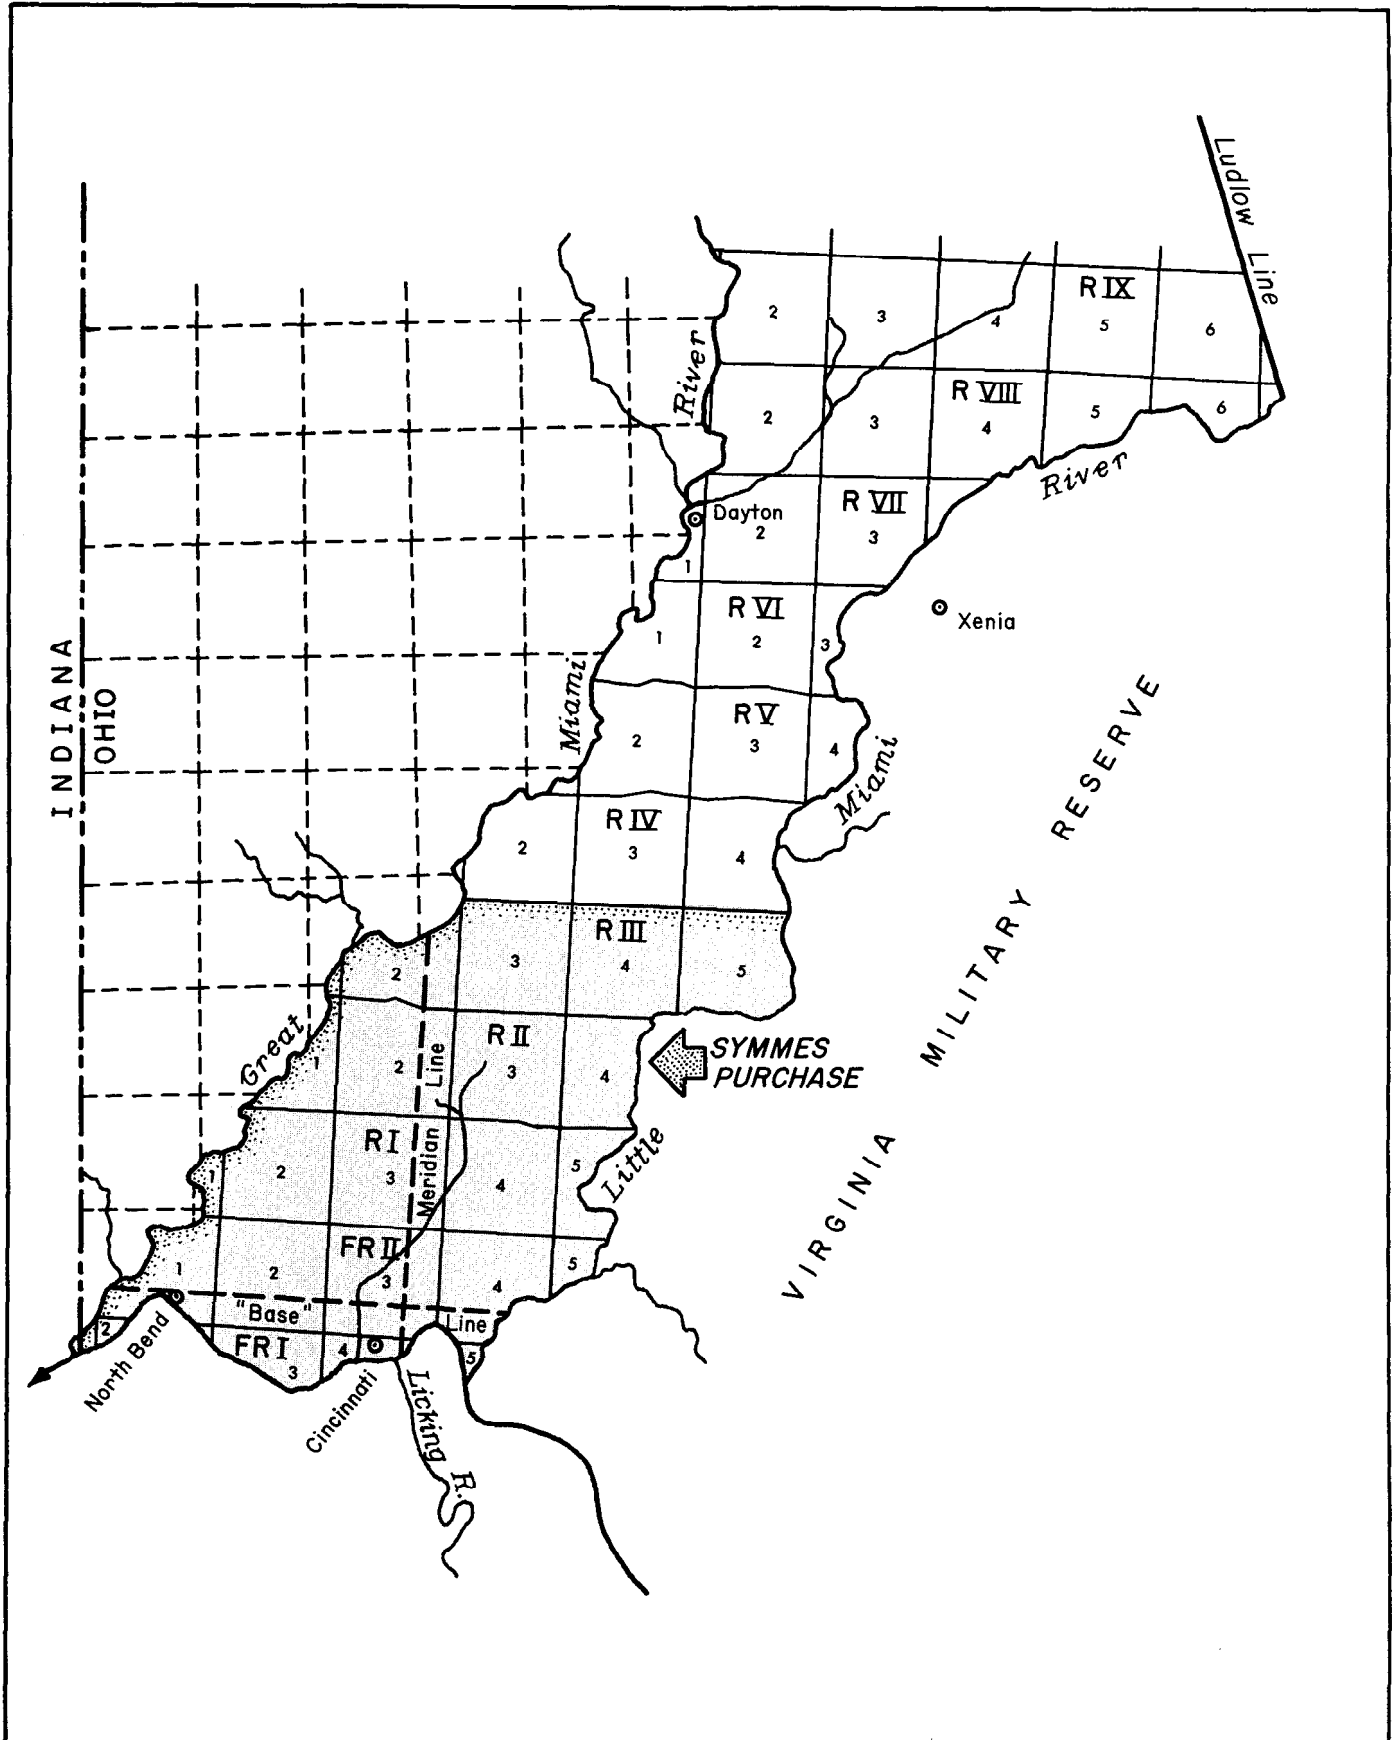 Ludlow Line
R IX
2
3
4
5
6
River
R VIII
2
3
4
5
6
River
R VII
Dayton
2
3
1
Xenia
R VI
1
2
3
INDIANA
OHIO
Miami
R V
2
3
4
Miami
R IV
2
3
4
VIRGINIA MILITARY RESERVE
R III
2
3
4
5
Great
R II
1
2
3
4
Line
SYMMES
PURCHASE
R I
1
2
3
4
5
Meridian
Little
FR II
1
2
3
4
5
"Base" Line
FR I
2
3
4
5
North Bend
Cincinnati
Licking R.